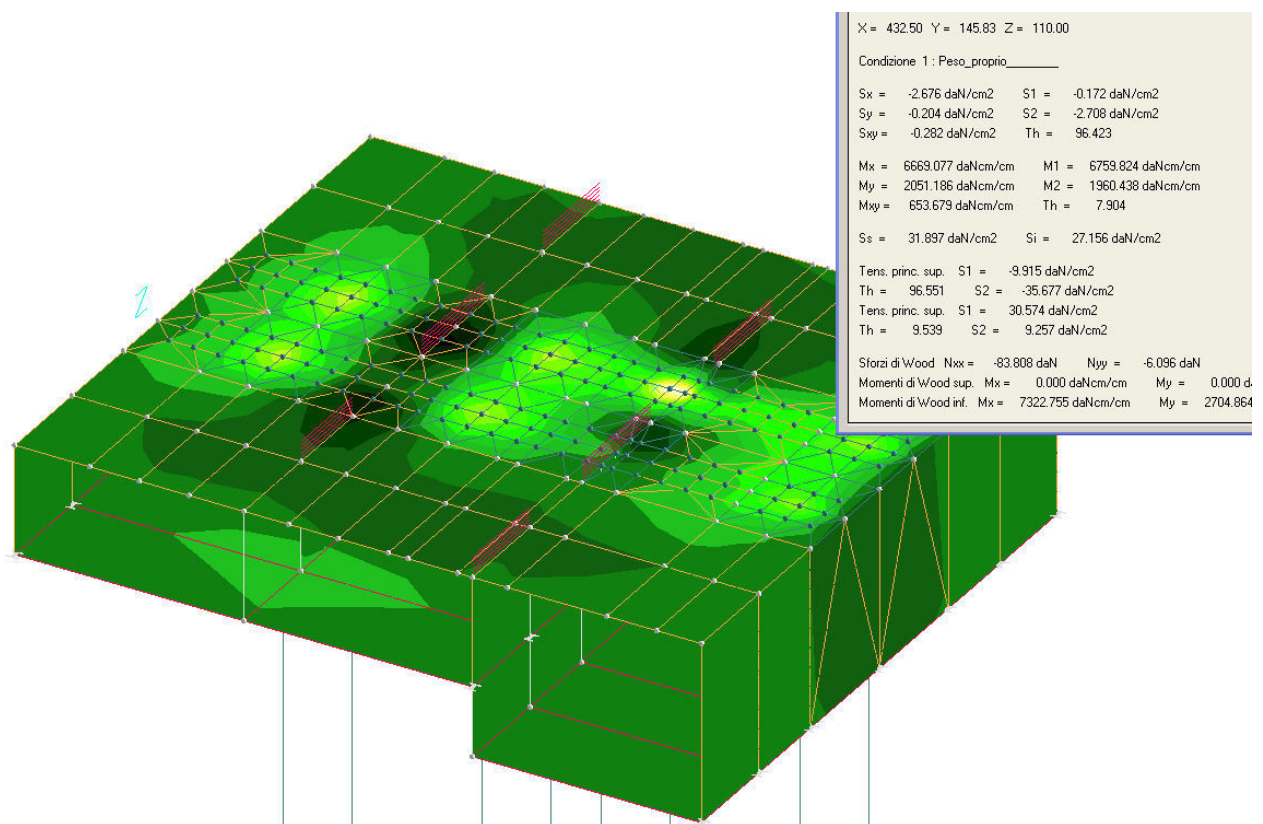 X = 432.50 Y = 145.83 Z = 110.00
Condizione 1 : Peso_proprio________
Sx = -2.676 daN/cm2 S1 = -0.172 daN/cm2
Sy = -0.204 daN/cm2 S2 = -2.708 daN/cm2
Sxy = -0.282 daN/cm2 Th = 96.423
Mx = 6669.077 daNcm/cm M1 = 6759.824 daNcm/cm
My = 2051.186 daNcm/cm M2 = 1960.438 daNcm/cm
Mxy = 653.679 daNcm/cm Th = 7.904
Ss = 31.897 daN/cm2 Si = 27.156 daN/cm2
Tens. princ. sup. S1 = -9.915 daN/cm2
Th = 96.551 S2 = -35.677 daN/cm2
Tens. princ. sup. S1 = 30.574 daN/cm2
Th = 9.539 S2 = 9.257 daN/cm2
Sforzi di Wood Nxx = -83.808 daN Nyy = -6.096 daN
Momenti di Wood sup. Mx = 0.000 daNcm/cm My = 0.000 d
Momenti di Wood inf. Mx = 7322.755 daNcm/cm My = 2704.864
Z